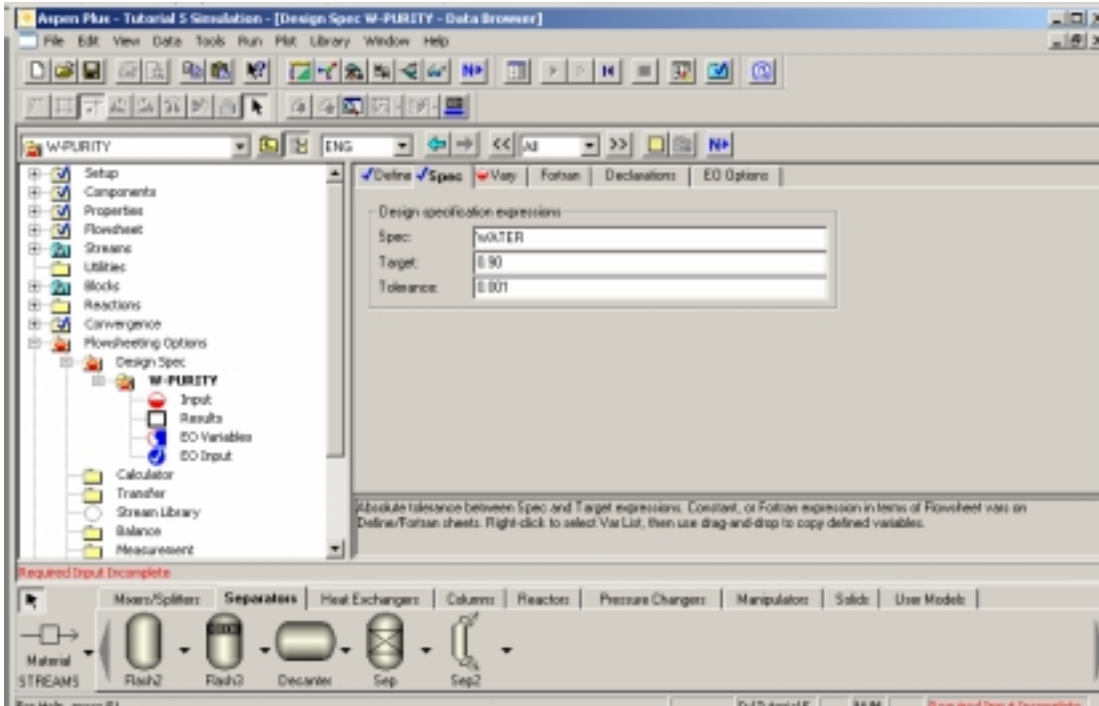 Aspen Plus - Tutorial 5 Simulation - [Design Spec W-PURITY - Data Browser]
File Edit View Data Tools Run Plot Library Window Help
N▸
W-PURITY ENG << All >> N▸
Setup
Components
Properties
Flowsheet
Streams
Utilities
Blocks
Reactions
Convergence
Flowsheeting Options
Design Spec
W-PURITY
Input
Results
EO Variables
EO Input
Calculator
Transfer
Stream Library
Balance
Measurement
Define Spec Vary Fortran Declarations EO Options
Design specification expressions
Spec: WATER
Target: 0.90
Tolerance: 0.001
Absolute tolerance between Spec and Target expressions. Constant, or Fortran expression in terms of Flowsheet vars on
Define/Fortran sheets. Right-click to select Var List, then use drag-and-drop to copy defined variables.
Required Input Incomplete
Mixers/Splitters Separators Heat Exchangers Columns Reactors Pressure Changers Manipulators Solids User Models
Material
STREAMS Flash2 Flash3 Decanter Sep Sep2
For Help, press F1 NUM Required Input Incomplete